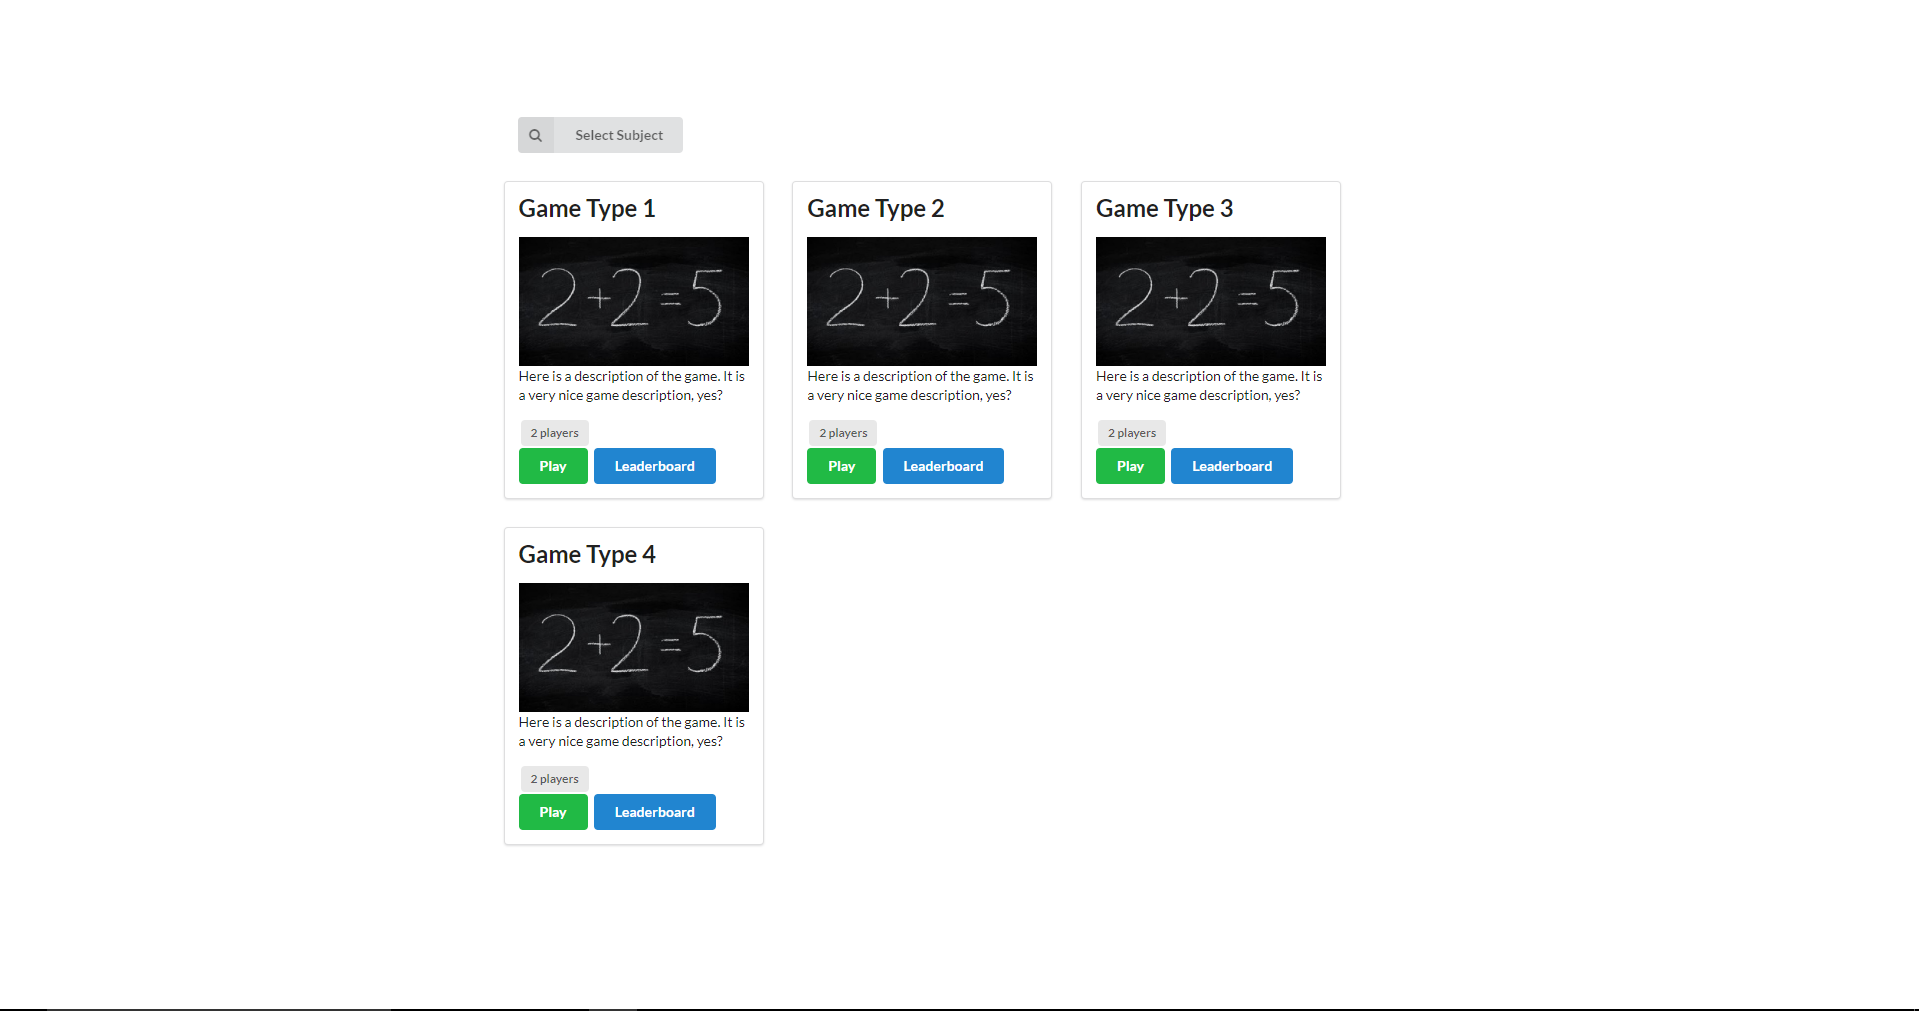 Select Subject
Game Type 1
2+2=5
Here is a description of the game. It is
a very nice game description, yes?
2 players
Play
Leaderboard
Game Type 2
2+2=5
Here is a description of the game. It is
a very nice game description, yes?
2 players
Play
Leaderboard
Game Type 3
2+2=5
Here is a description of the game. It is
a very nice game description, yes?
2 players
Play
Leaderboard
Game Type 4
2+2=5
Here is a description of the game. It is
a very nice game description, yes?
2 players
Play
Leaderboard